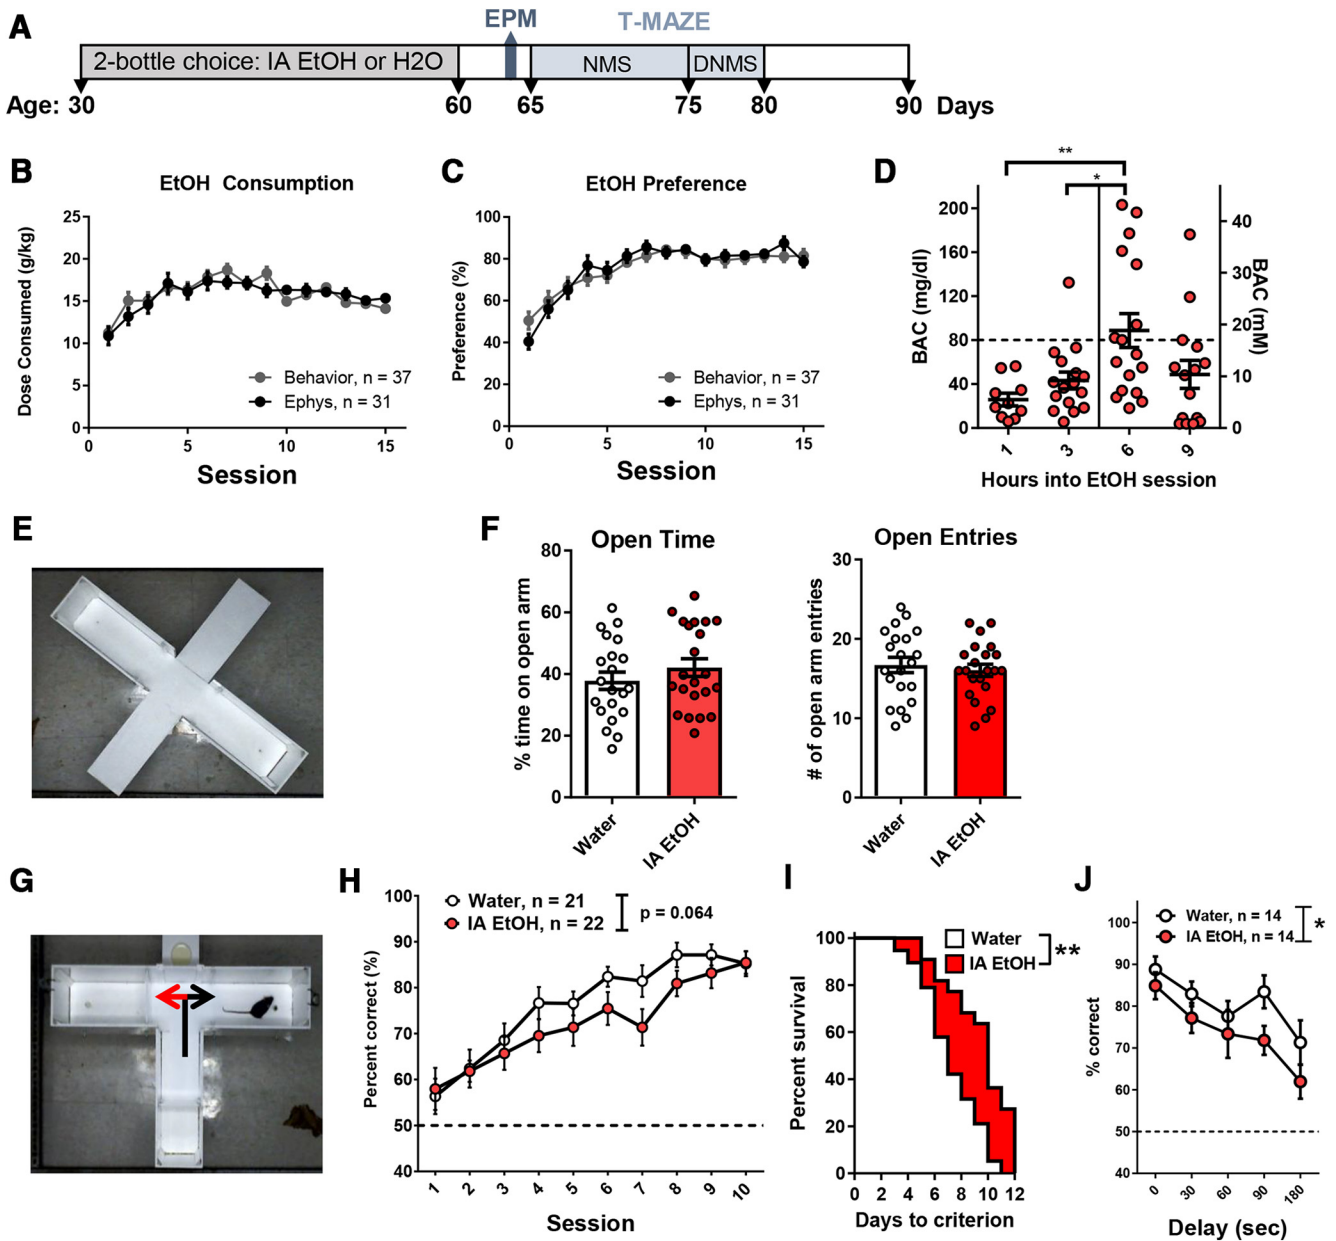 A
EPM
T-MAZE
2-bottle choice: IA EtOH or H2O
NMS
DNMS
Age: 30
60
65
75
80
90
Days
B
EtOH Consumption
Dose Consumed (g/kg)
25
20
15
10
5
0
Behavior, n = 37
Ephys, n = 31
0
5
10
15
Session
C
EtOH Preference
Preference (%)
100
80
60
40
20
0
Behavior, n = 37
Ephys, n = 31
0
5
10
15
Session
D
**
*
BAC (mg/dl)
200
160
120
80
40
0
BAC (mM)
40
30
20
10
0
1
3
6
9
Hours into EtOH session
E
F
Open Time
% time on open arm
80
60
40
20
0
Water
IA EtOH
Open Entries
# of open arm entries
30
20
10
0
Water
IA EtOH
G
H
Water, n = 21
IA EtOH, n = 22
p = 0.064
Percent correct (%)
100
90
80
70
60
50
40
1
2
3
4
5
6
7
8
9
10
Session
I
Water
IA EtOH
**
Percent survival
100
80
60
40
20
0
0
2
4
6
8
10
12
Days to criterion
J
Water, n = 14
IA EtOH, n = 14
*
% correct
100
90
80
70
60
50
40
0
30
60
90
180
Delay (sec)